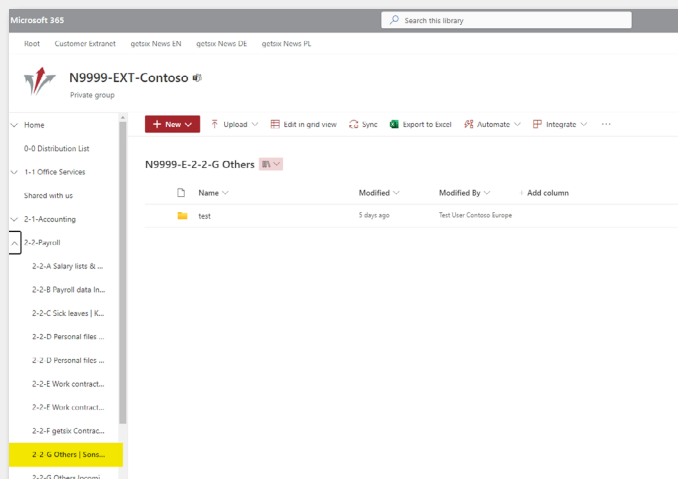 Microsoft 365
Search this library
Root Customer Extranet getsix News EN getsix News DE getsix News PL
N9999-EXT-Contoso
Private group
Home
0-0 Distribution List
1-1 Office Services
Shared with us
2-1-Accounting
2-2-Payroll
2-2-A Salary lists & ...
2-2-B Payroll data In...
2-2-C Sick leaves | K...
2-2-D Personal files ...
2-2-D Personal files ...
2-2-E Work contract...
2-2-F Work contract...
2-2-F getsix Contrac...
2-2-G Others | Sons...
2-2-G Others Incomi
+ New Upload Edit in grid view Sync Export to Excel Automate Integrate ...
N9999-E-2-2-G Others
Name Modified Modified By + Add column
test 5 days ago Test User Contoso Europe